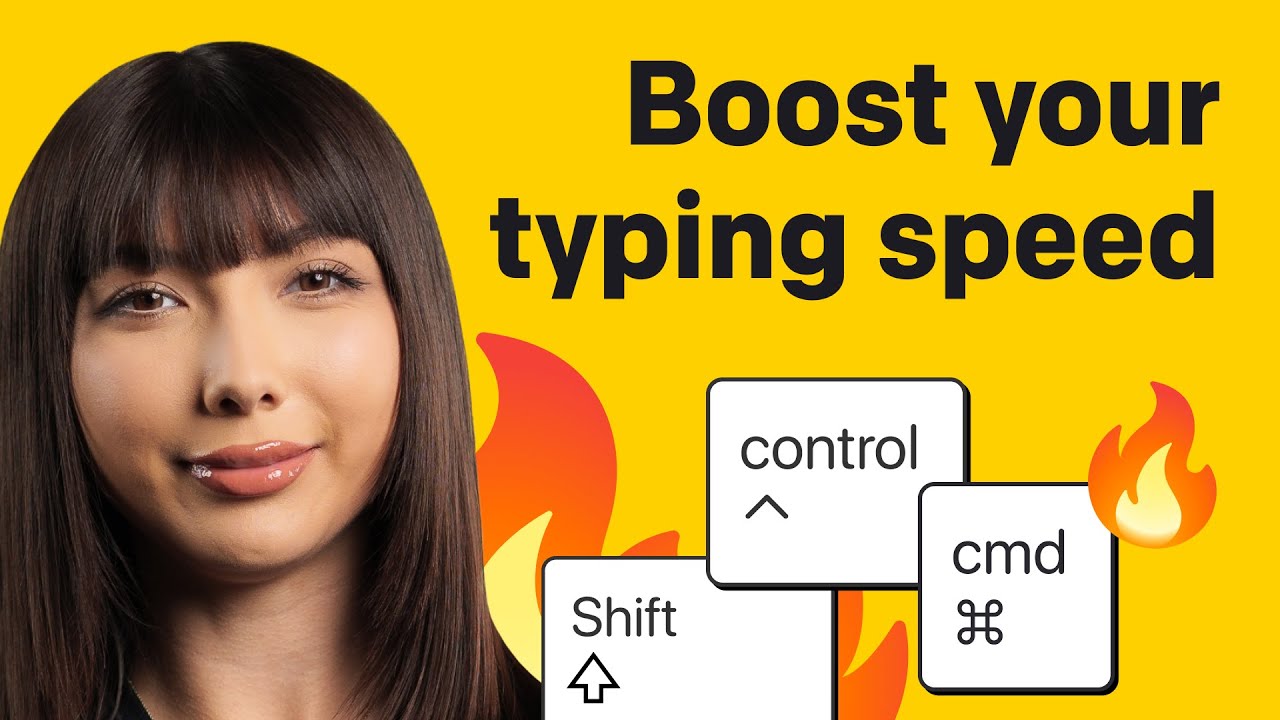 Boost your
typing speed
control
^
cmd
⌘
Shift
⇧